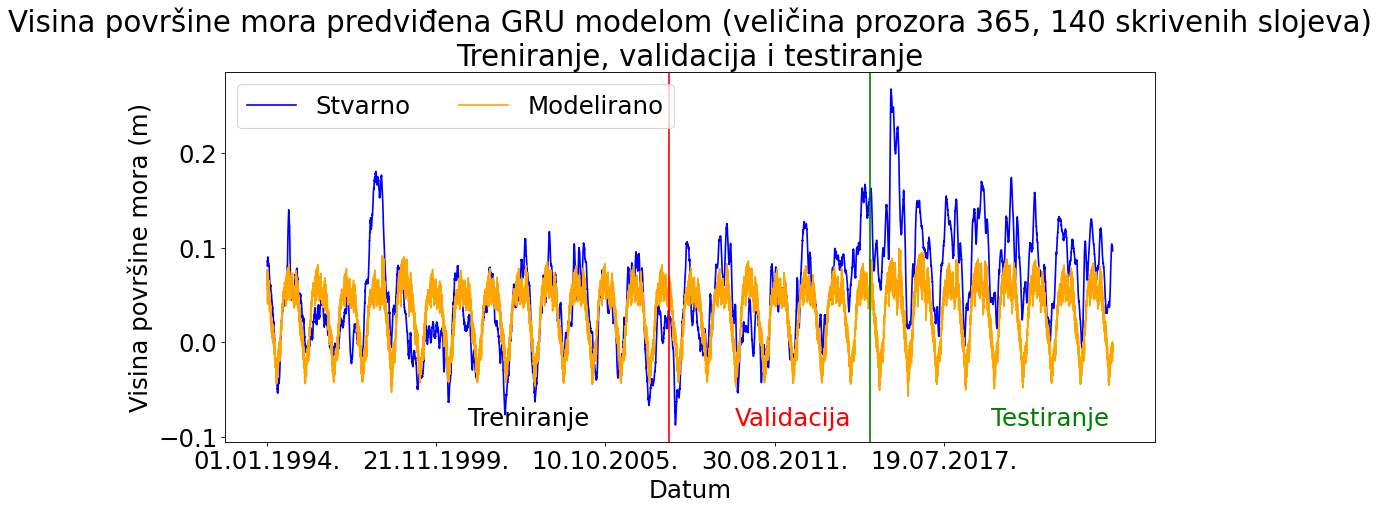 Visina površine mora predviđena GRU modelom (veličina prozora 365, 140 skrivenih slojeva)
Treniranje, validacija i testiranje
Stvarno
Modelirano
Visina površine mora (m)
0.2
0.1
0.0
−0.1
Treniranje
Validacija
Testiranje
01.01.1994.
21.11.1999.
10.10.2005.
30.08.2011.
19.07.2017.
Datum